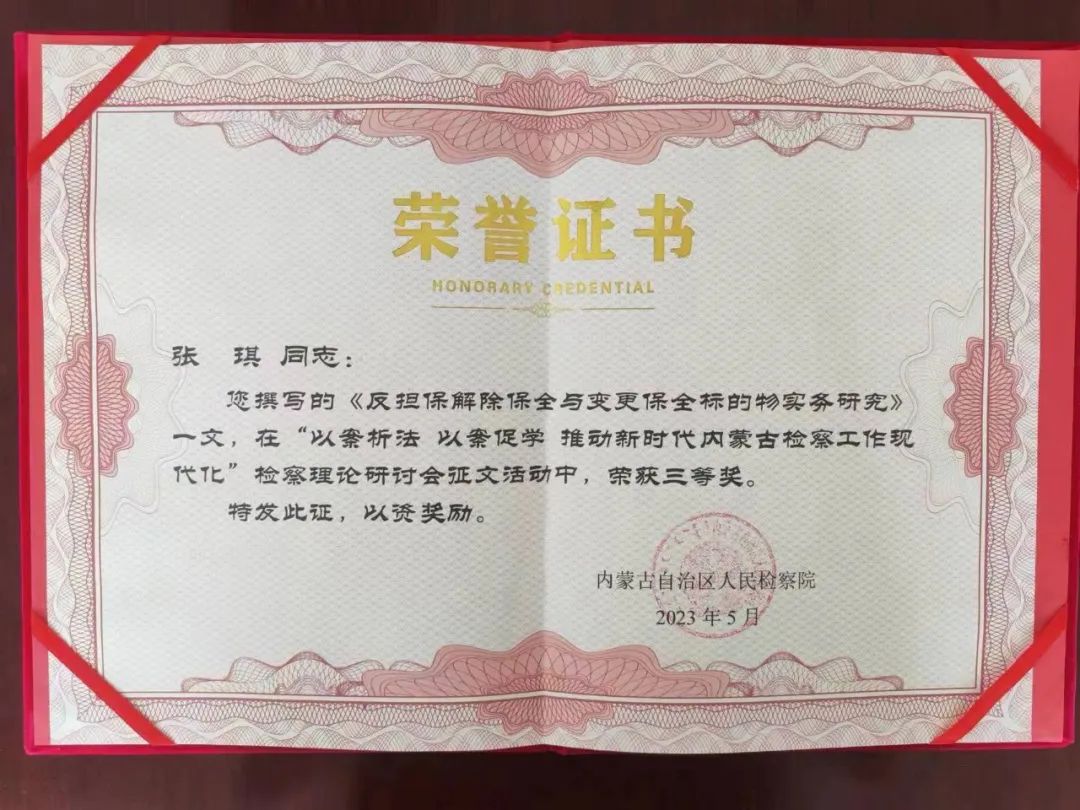 荣誉证书
HONORARY CREDENTIAL
张 琪 同志：
您撰写的《反担保解除保全与变更保全标的物实务研究》
一文，在“以案析法 以案促学 推动新时代内蒙古检察工作现
代化”检察理论研讨会征文活动中，荣获三等奖。
特发此证，以资奖励。
内蒙古自治区人民检察院
2023 年 5 月